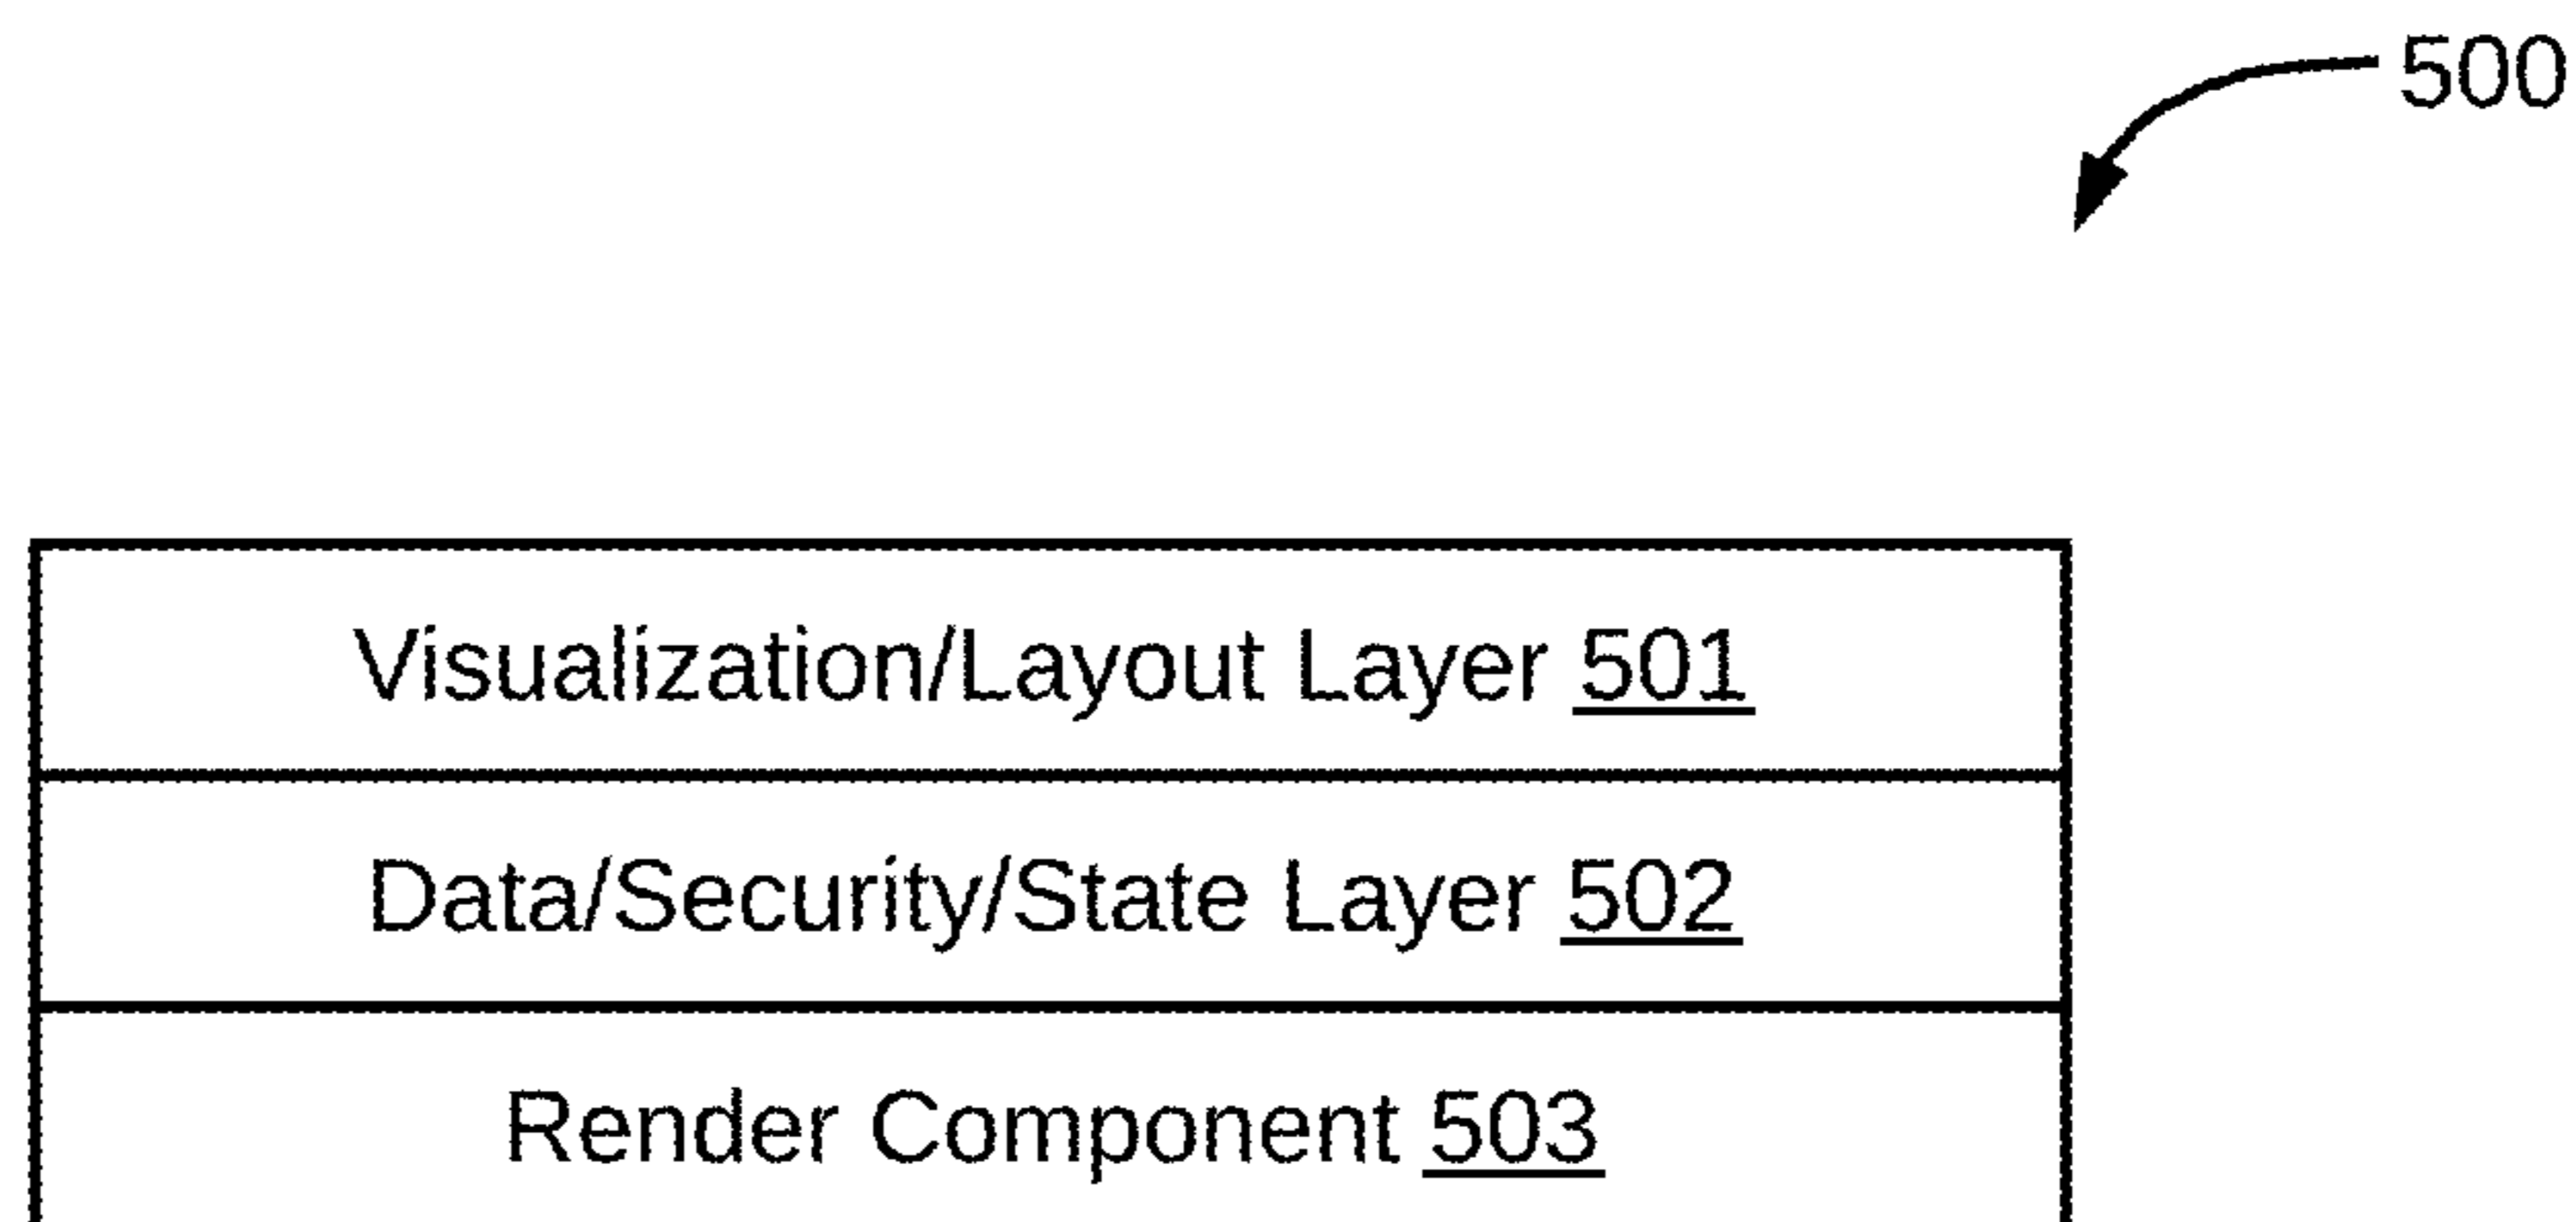 500
Visualization/Layout Layer 501
Data/Security/State Layer 502
Render Component 503